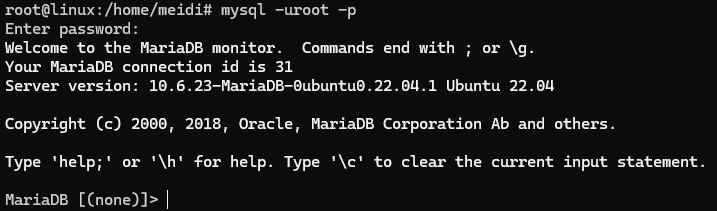 root@linux:/home/meidi# mysql -uroot -p
Enter password:
Welcome to the MariaDB monitor.  Commands end with ; or \g.
Your MariaDB connection id is 31
Server version: 10.6.23-MariaDB-0ubuntu0.22.04.1 Ubuntu 22.04

Copyright (c) 2000, 2018, Oracle, MariaDB Corporation Ab and others.

Type 'help;' or '\h' for help. Type '\c' to clear the current input statement.

MariaDB [(none)]>